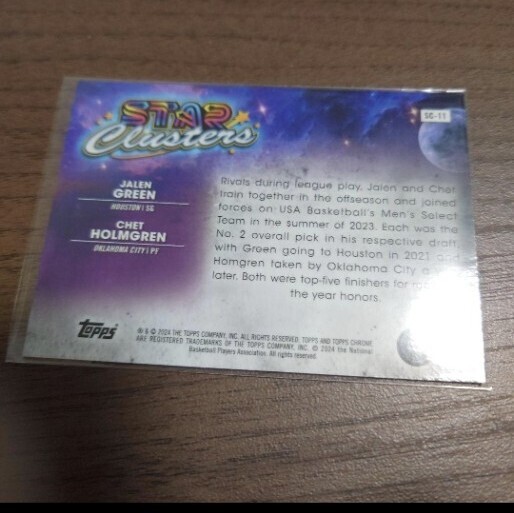 STAR
Clusters
SC-11
JALEN
GREEN
HOUSTON | SG
CHET
HOLMGREN
OKLAHOMA CITY | PF
Rivals during league play, Jalen and Chet
train together in the offseason and joined
forces on USA Basketball's Men's Select
Team in the summer of 2023. Each was the
No. 2 overall pick in his respective draft,
with Green going to Houston in 2021 and
Homgren taken by Oklahoma City
later. Both were top-five finishers for
the year honors.
topps
® & © 2024 THE TOPPS COMPANY, INC. ALL RIGHTS RESERVED. TOPPS AND TOPPS CHROME
ARE REGISTERED TRADEMARKS OF THE TOPPS COMPANY, INC. © 2024 the National
Basketball Players Association. All rights reserved.